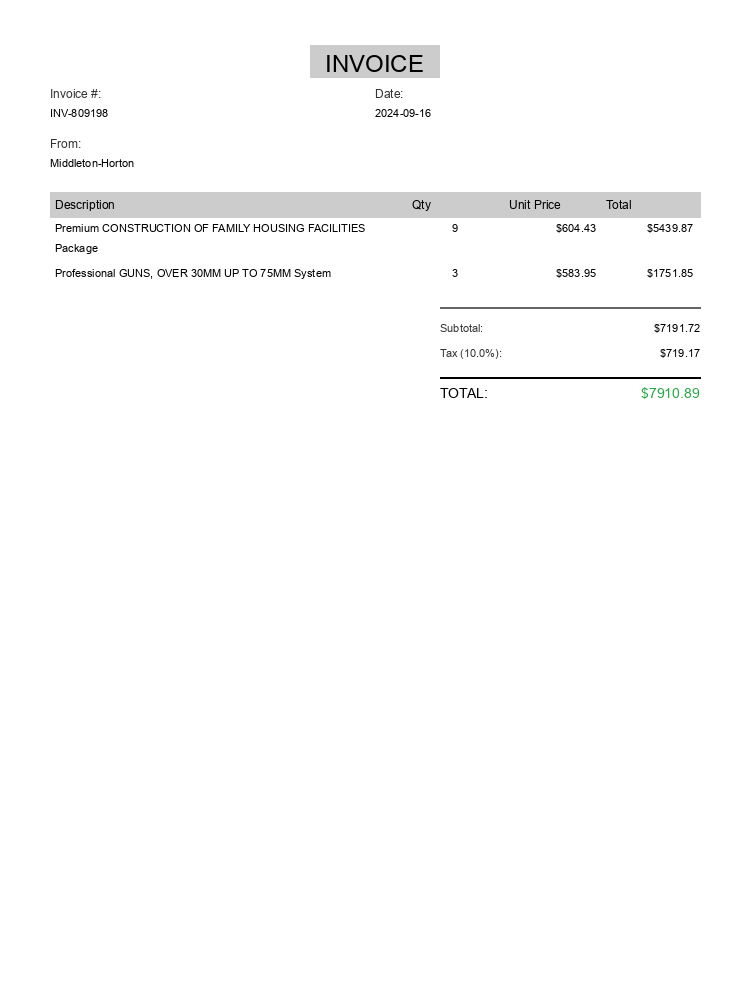 INVOICE
Invoice #: Date:
INV-809198 2024-09-16
From:
Middleton-Horton
Description Qty Unit Price Total
Premium CONSTRUCTION OF FAMILY HOUSING FACILITIES 9 $604.43 $5439.87
Package
Professional GUNS, OVER 30MM UP TO 75MM System 3 $583.95 $1751.85
Subtotal: $7191.72
Tax (10.0%): $719.17
TOTAL: $7910.89